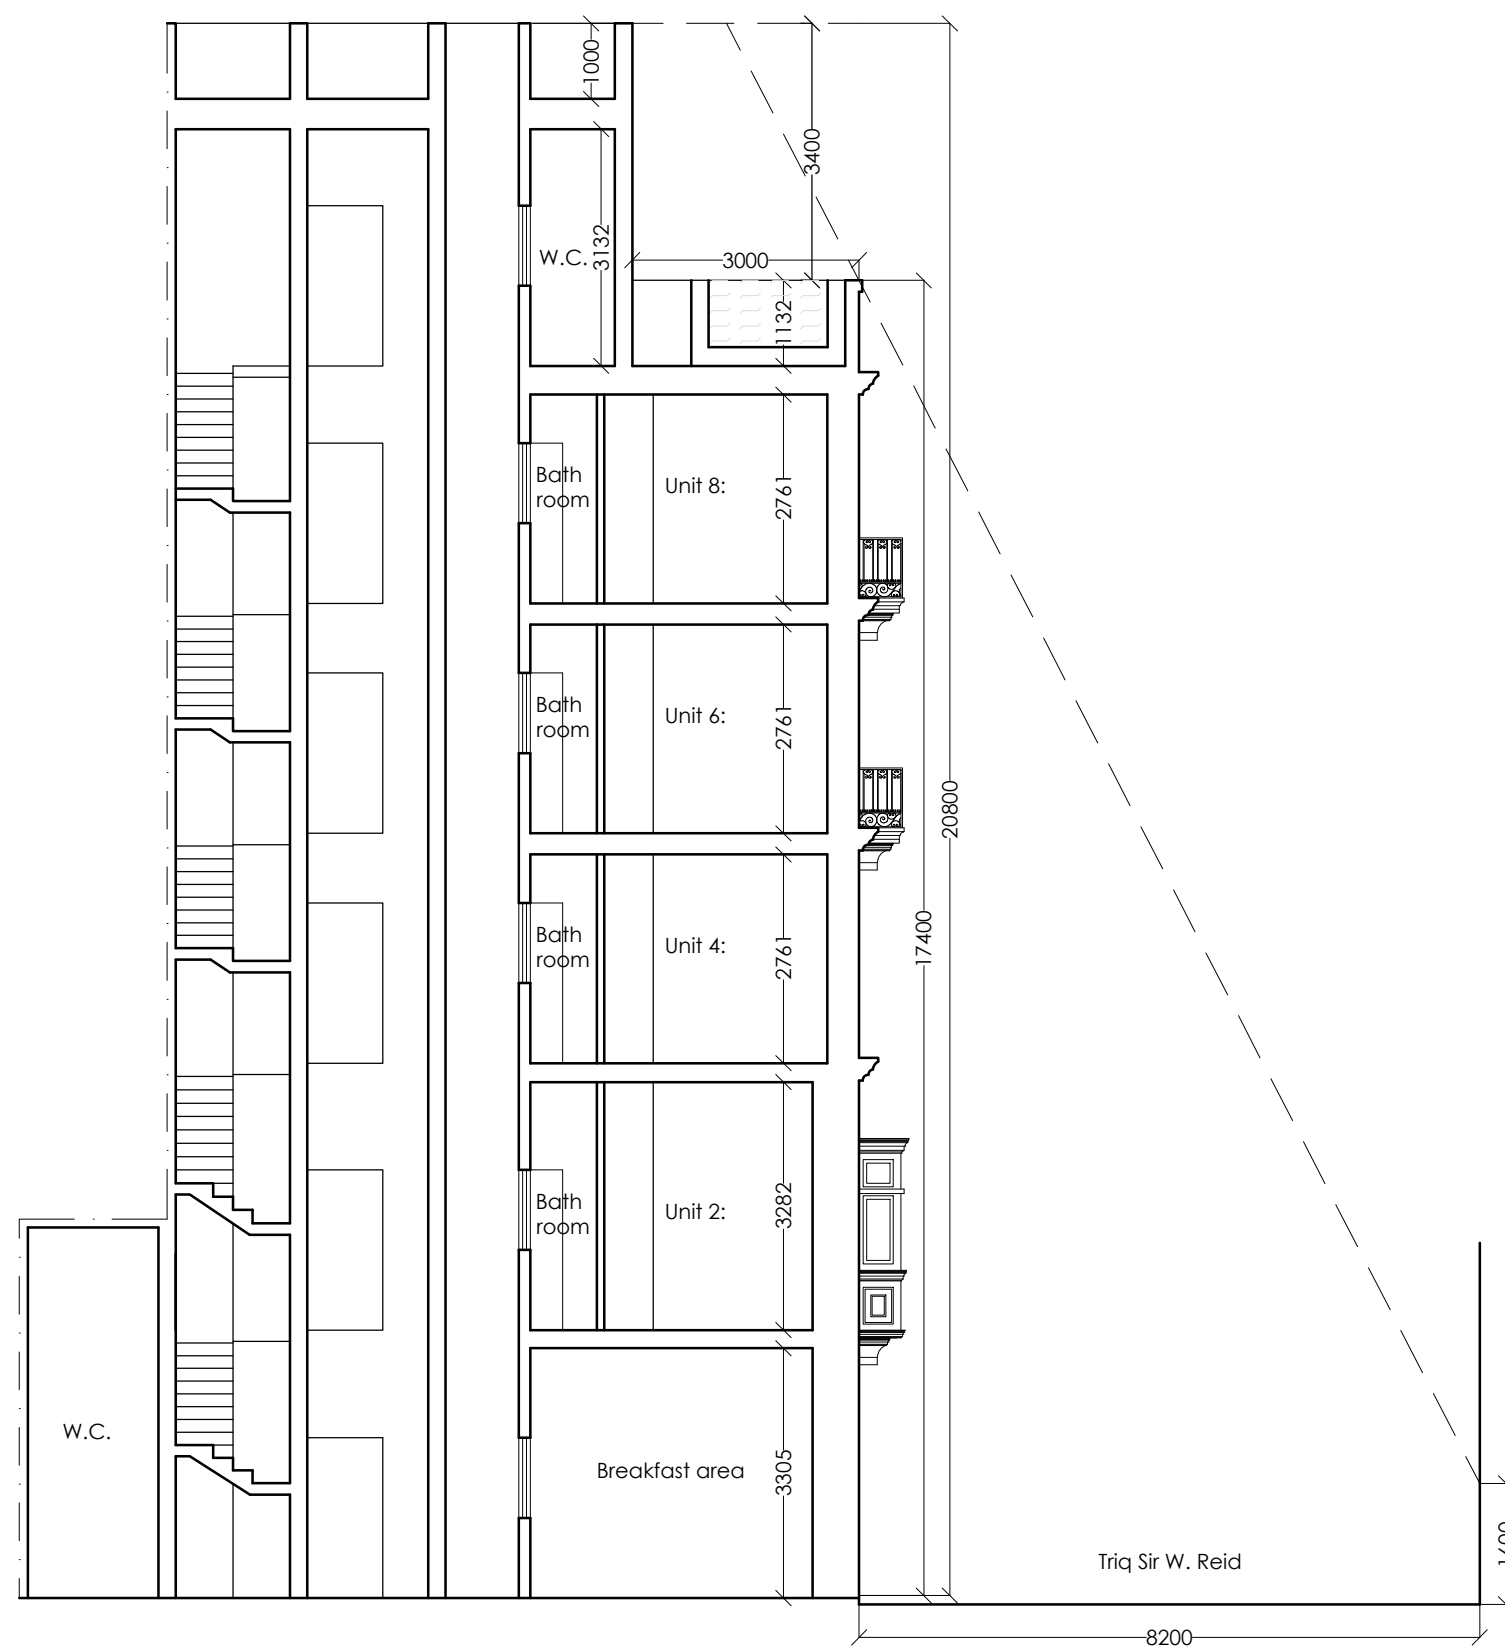 1000
3400
W.C.
3132
3000
1132
Bath
room
Unit 8:
2761
Bath
room
Unit 6:
2761
20800
Bath
room
Unit 4:
2761
17400
Bath
room
Unit 2:
3282
W.C.
Breakfast area
3305
Triq Sir W. Reid
1600
8200